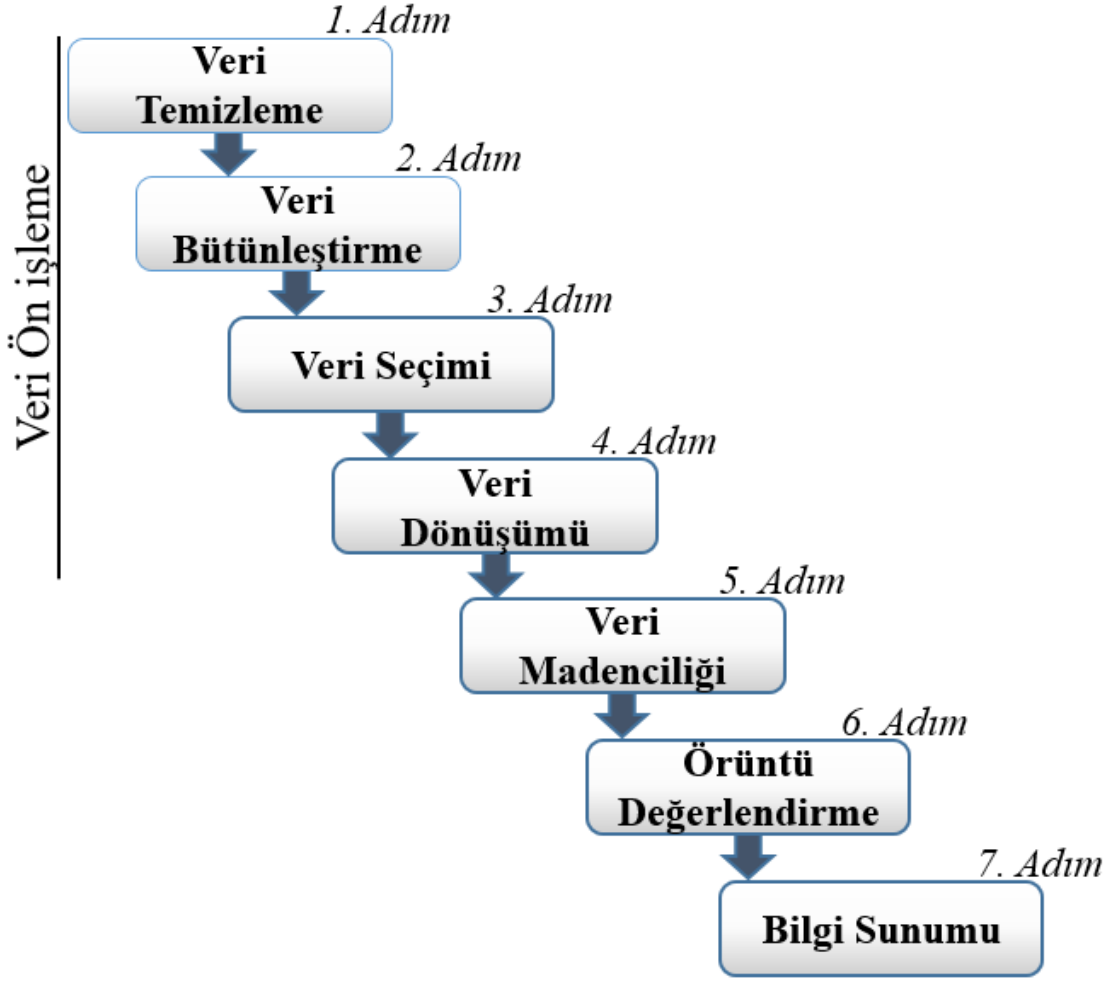 1. Adım
Veri
Temizleme
2. Adım
Veri
Bütünleştirme
3. Adım
Veri Seçimi
4. Adım
Veri
Dönüşümü
5. Adım
Veri
Madenciliği
6. Adım
Örüntü
Değerlendirme
7. Adım
Bilgi Sunumu
Veri Ön işleme